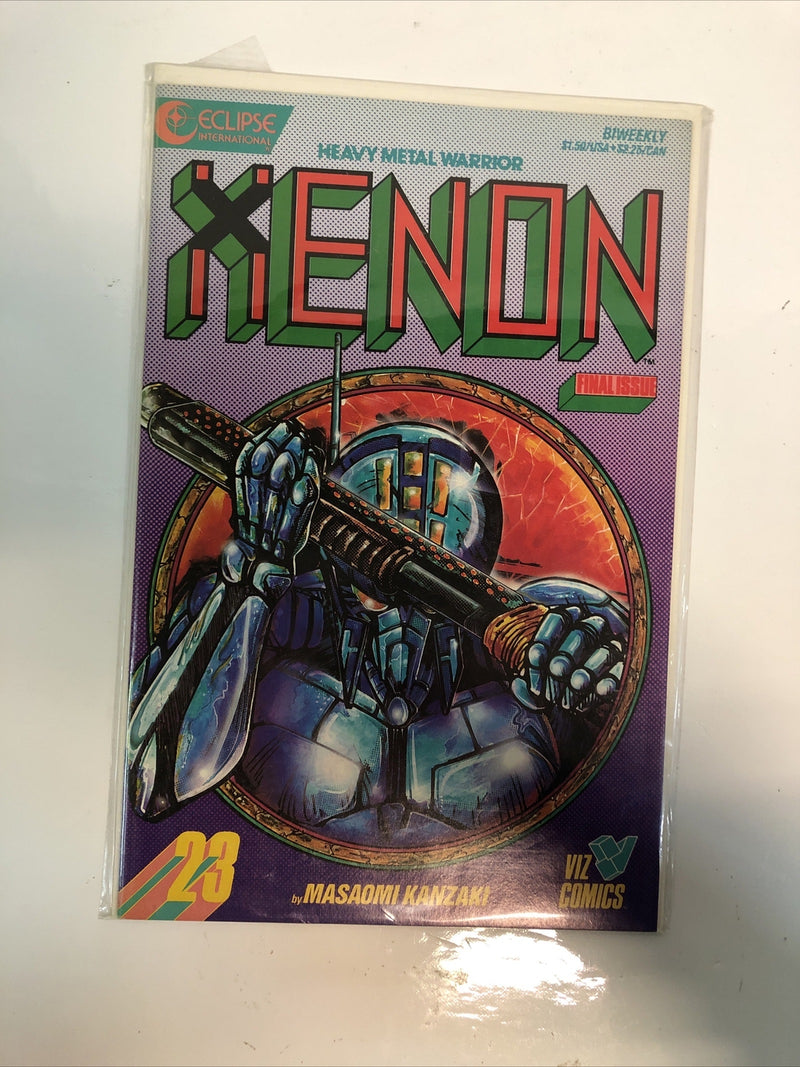 ECLIPSE
INTERNATIONAL
BIWEEKLY
$1.50/USA • $2.25/CAN
HEAVY METAL WARRIOR
XENON
TM
FINAL ISSUE
23
by MASAOMI KANZAKI
VIZ
COMICS